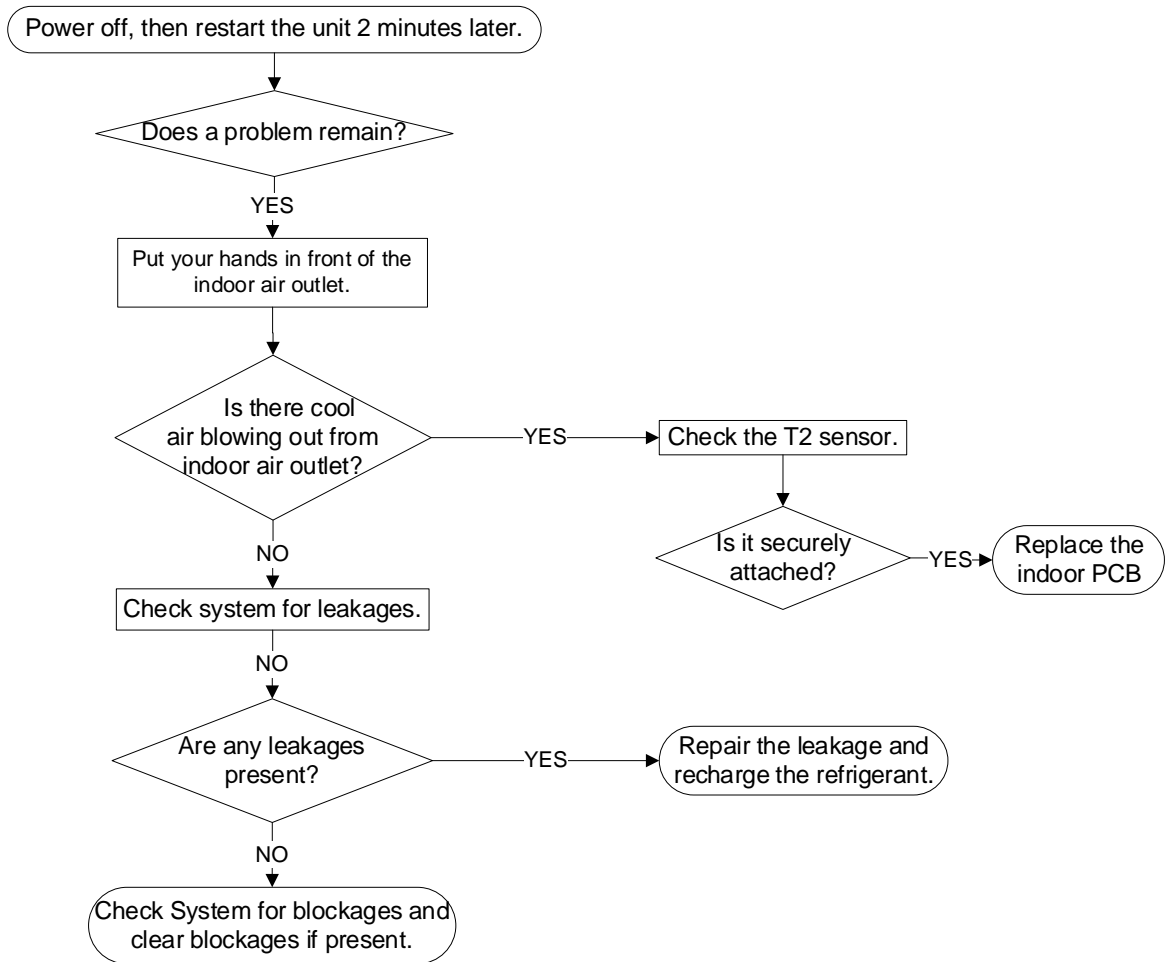 Power off, then restart the unit 2 minutes later.
Does a problem remain?
YES
Put your hands in front of the
indoor air outlet.
Is there cool
air blowing out from
indoor air outlet?
YES
Check the T2 sensor.
Is it securely
attached?
YES
Replace the
indoor PCB
NO
Check system for leakages.
NO
Are any leakages
present?
YES
Repair the leakage and
recharge the refrigerant.
NO
Check System for blockages and
clear blockages if present.